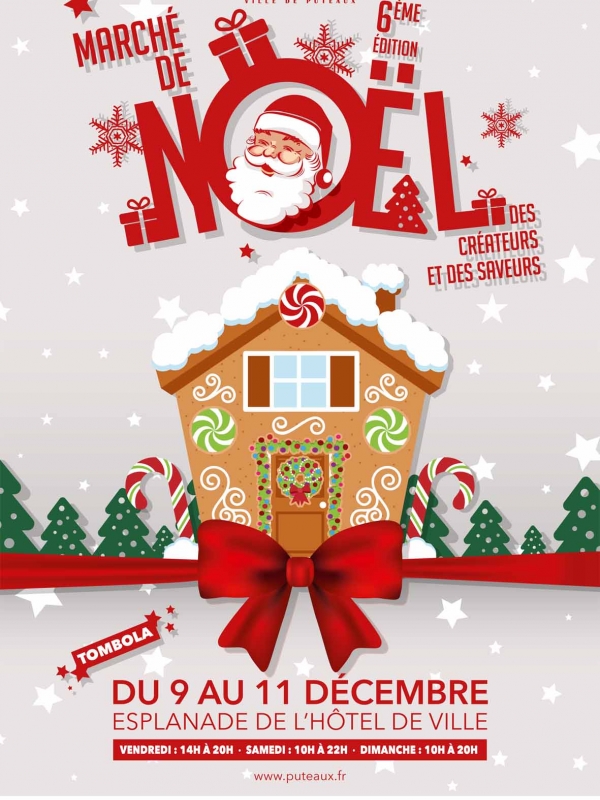 VILLE DE PUTEAUX
6ÈME
ÉDITION
MARCHÉ
DE
NOËL
DES
CRÉATEURS
ET DES SAVEURS
TOMBOLA
DU 9 AU 11 DÉCEMBRE
ESPLANADE DE L'HÔTEL DE VILLE
VENDREDI : 14H À 20H · SAMEDI : 10H À 22H · DIMANCHE : 10H À 20H
www.puteaux.fr